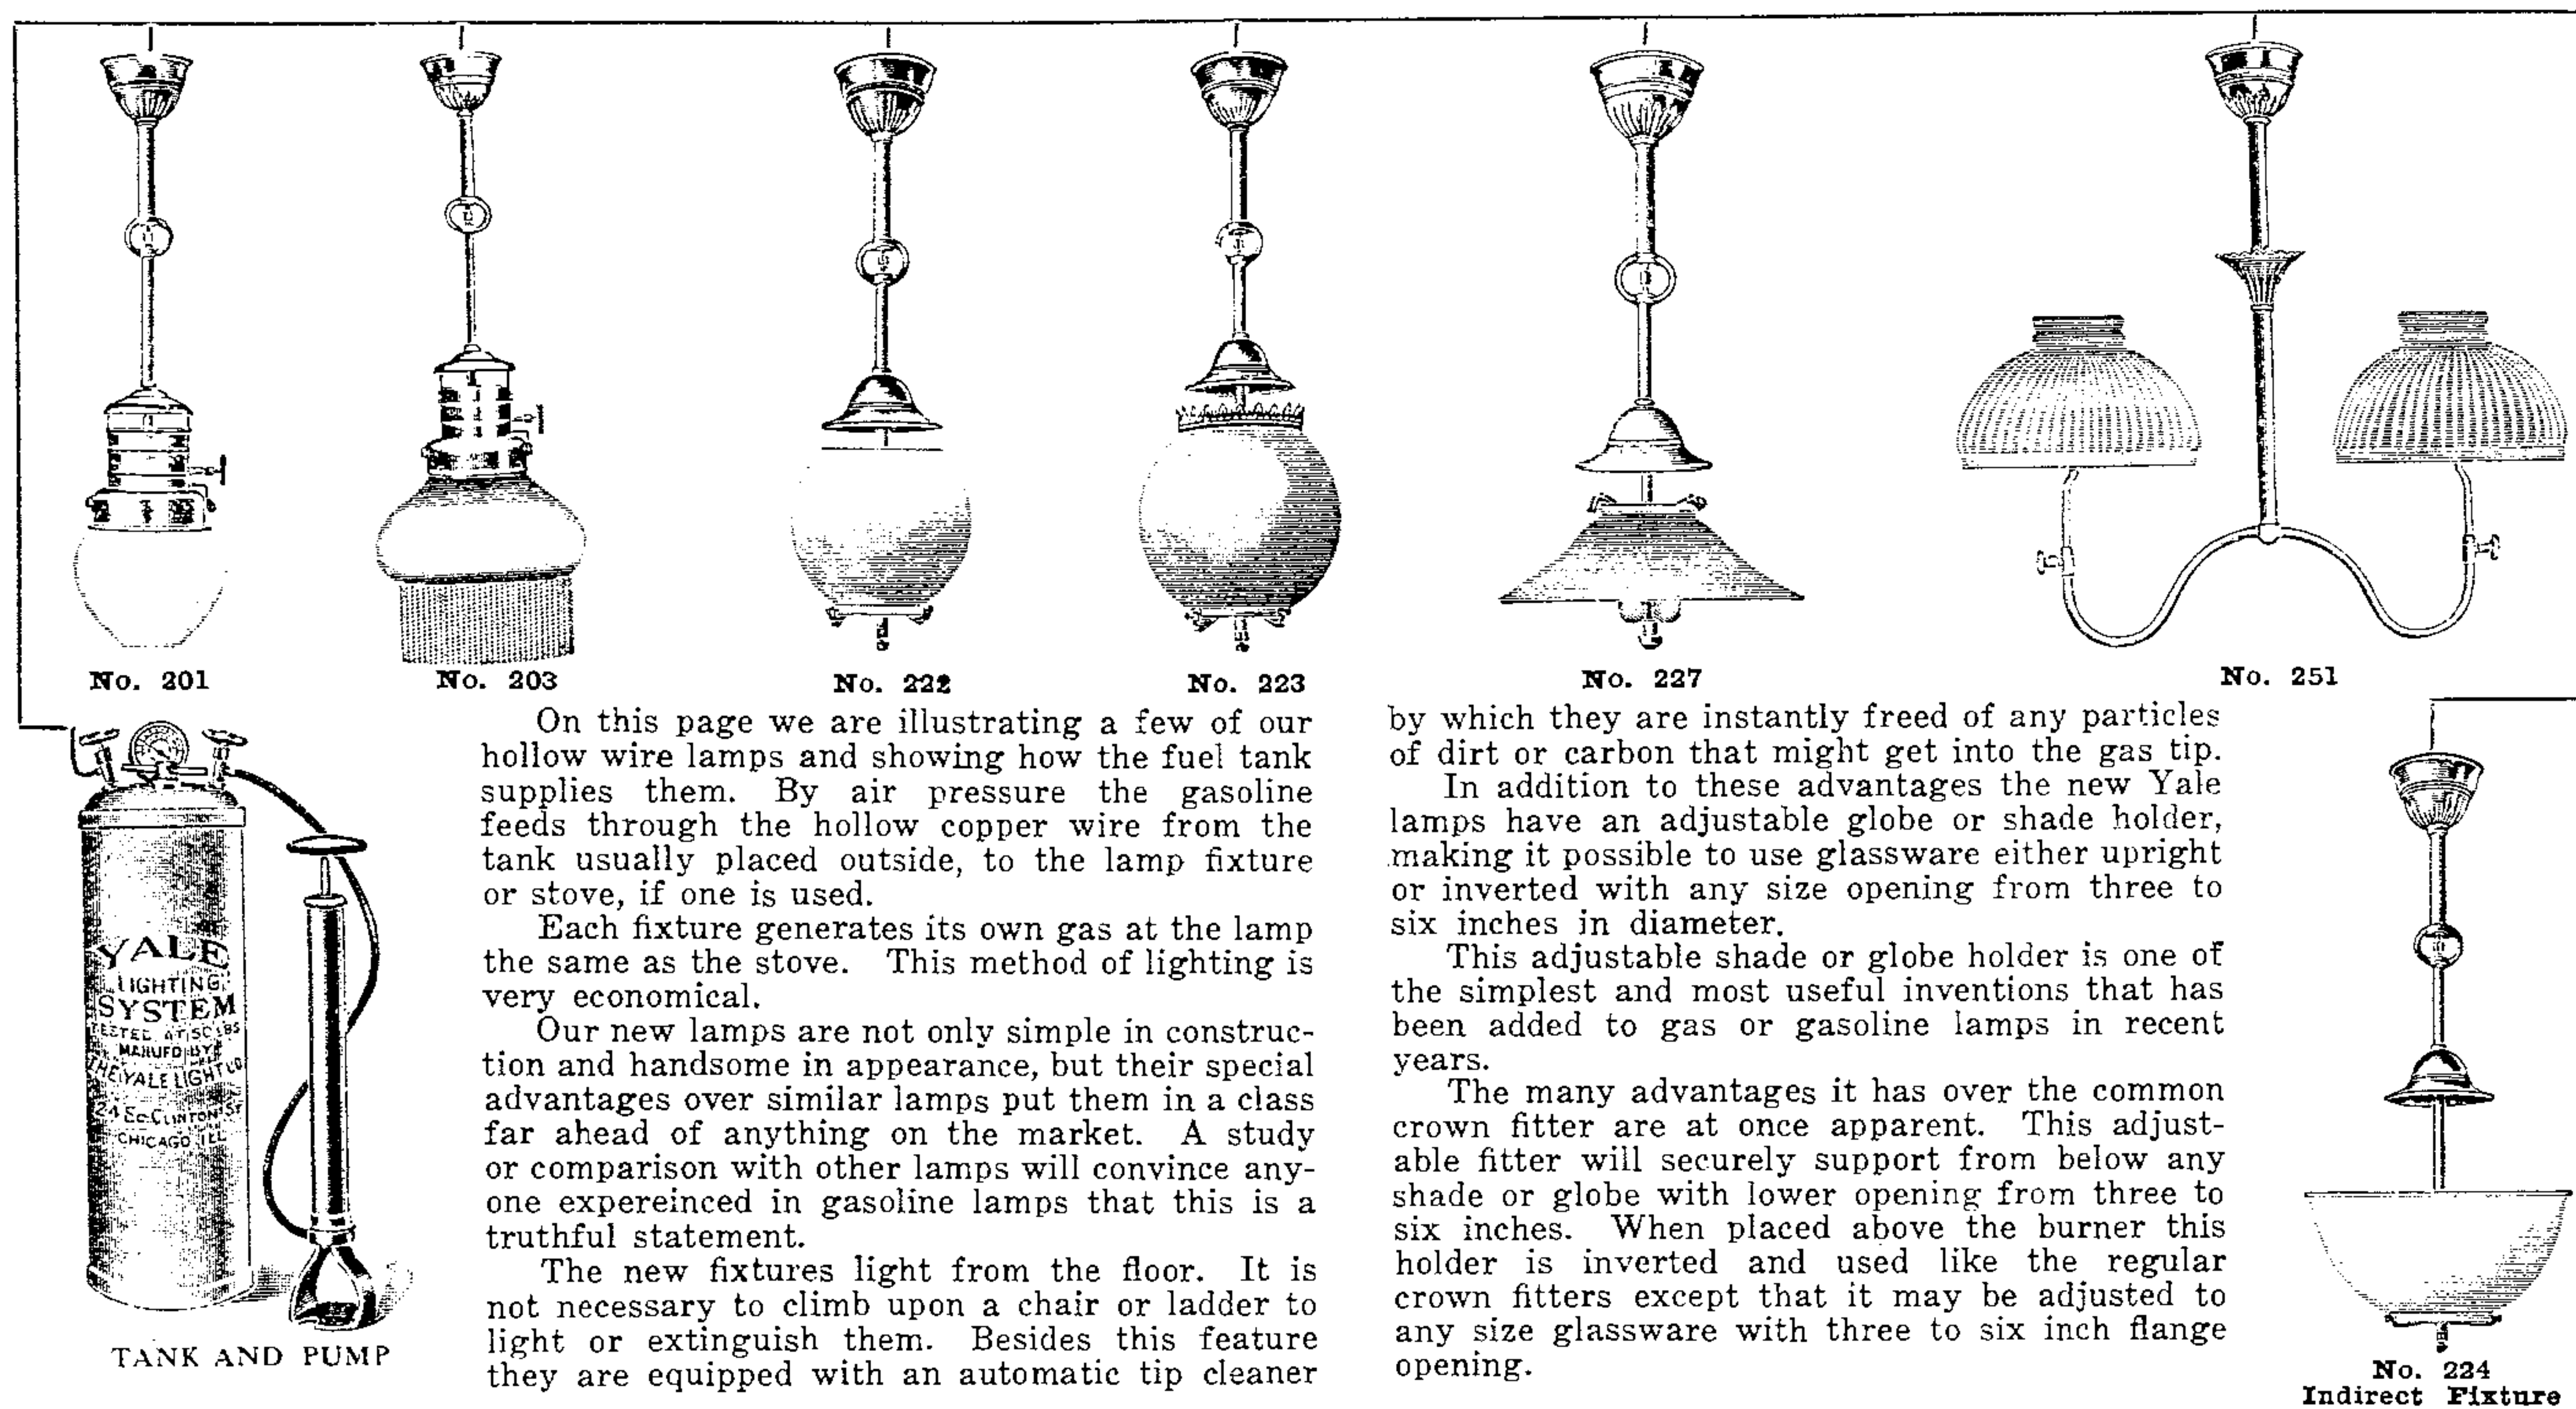 No. 201
No. 203
No. 222
No. 223
No. 227
No. 251
YALE
LIGHTING
SYSTEM
TESTED AT 50 LBS
MANUFD BY
THE YALE LIGHT CO
CLINTON ST
CHICAGO ILL
TANK AND PUMP
On this page we are illustrating a few of our
hollow wire lamps and showing how the fuel tank
supplies them. By air pressure the gasoline
feeds through the hollow copper wire from the
tank usually placed outside, to the lamp fixture
or stove, if one is used.
Each fixture generates its own gas at the lamp
the same as the stove. This method of lighting is
very economical.
Our new lamps are not only simple in construc-
tion and handsome in appearance, but their special
advantages over similar lamps put them in a class
far ahead of anything on the market. A study
or comparison with other lamps will convince any-
one expereinced in gasoline lamps that this is a
truthful statement.
The new fixtures light from the floor. It is
not necessary to climb upon a chair or ladder to
light or extinguish them. Besides this feature
they are equipped with an automatic tip cleaner
by which they are instantly freed of any particles
of dirt or carbon that might get into the gas tip.
In addition to these advantages the new Yale
lamps have an adjustable globe or shade holder,
making it possible to use glassware either upright
or inverted with any size opening from three to
six inches in diameter.
This adjustable shade or globe holder is one of
the simplest and most useful inventions that has
been added to gas or gasoline lamps in recent
years.
The many advantages it has over the common
crown fitter are at once apparent. This adjust-
able fitter will securely support from below any
shade or globe with lower opening from three to
six inches. When placed above the burner this
holder is inverted and used like the regular
crown fitters except that it may be adjusted to
any size glassware with three to six inch flange
opening.
No. 224
Indirect Fixture